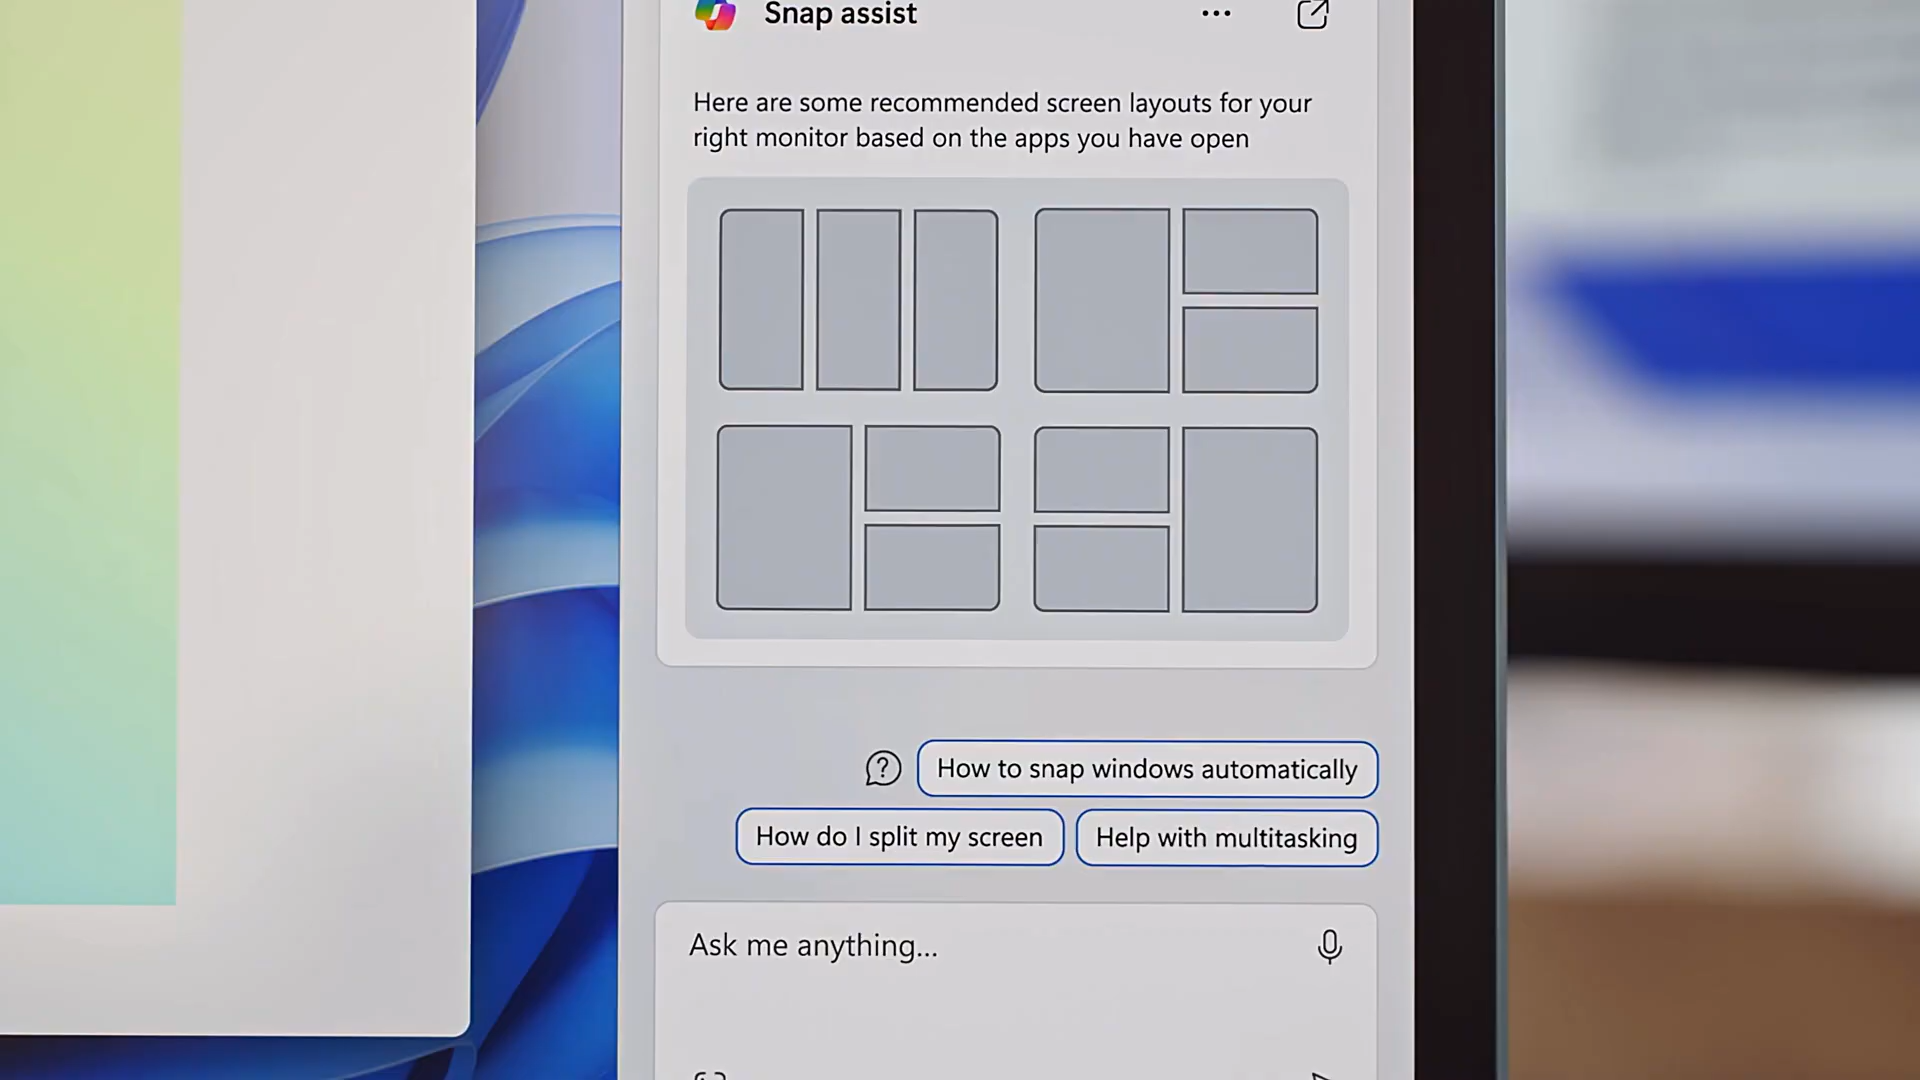 Snap assist
Here are some recommended screen layouts for your
right monitor based on the apps you have open
How to snap windows automatically
How do I split my screen
Help with multitasking
Ask me anything...